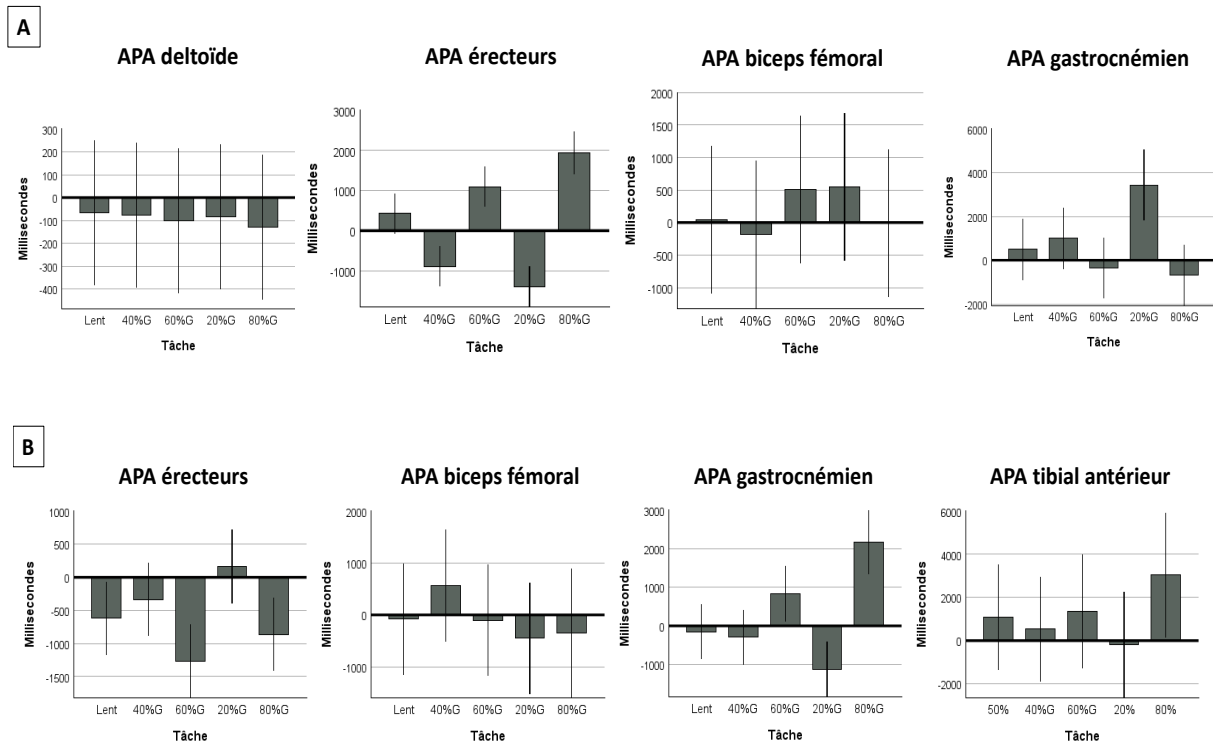 A
APA deltoïde
APA érecteurs
APA biceps fémoral
APA gastrocnémien
Millisecondes
300
200
100
0
-100
-200
-300
-400
Lent 40%G 60%G 20%G 80%G
Tâche
Millisecondes
3000
2000
1000
0
-1000
Lent 40%G 60%G 20%G 80%G
Tâche
Millisecondes
2000
1500
1000
500
0
-500
-1000
Lent 40%G 60%G 20%G 80%G
Tâche
Millisecondes
6000
4000
2000
0
-2000
Lent 40%G 60%G 20%G 80%G
Tâche
B
APA érecteurs
APA biceps fémoral
APA gastrocnémien
APA tibial antérieur
Millisecondes
1000
500
0
-500
-1000
-1500
Lent 40%G 60%G 20%G 80%G
Tâche
Millisecondes
2000
1000
0
-1000
Lent 40%G 60%G 20%G 80%G
Tâche
Millisecondes
3000
2000
1000
0
-1000
Lent 40%G 60%G 20%G 80%G
Tâche
Millisecondes
6000
4000
2000
0
-2000
50% 40%G 60%G 20% 80%
Tâche